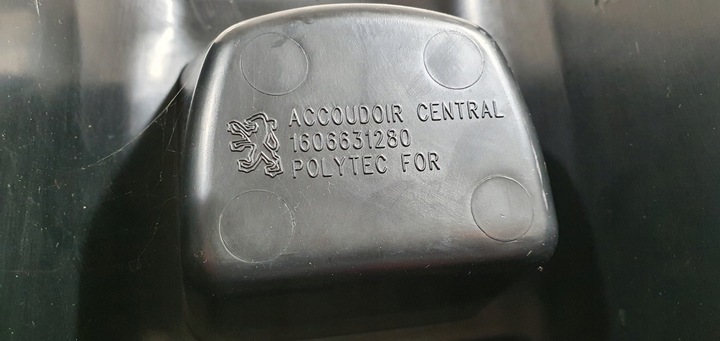 ACCOUDOIR CENTRAL
1606631280
POLYTEC FOR